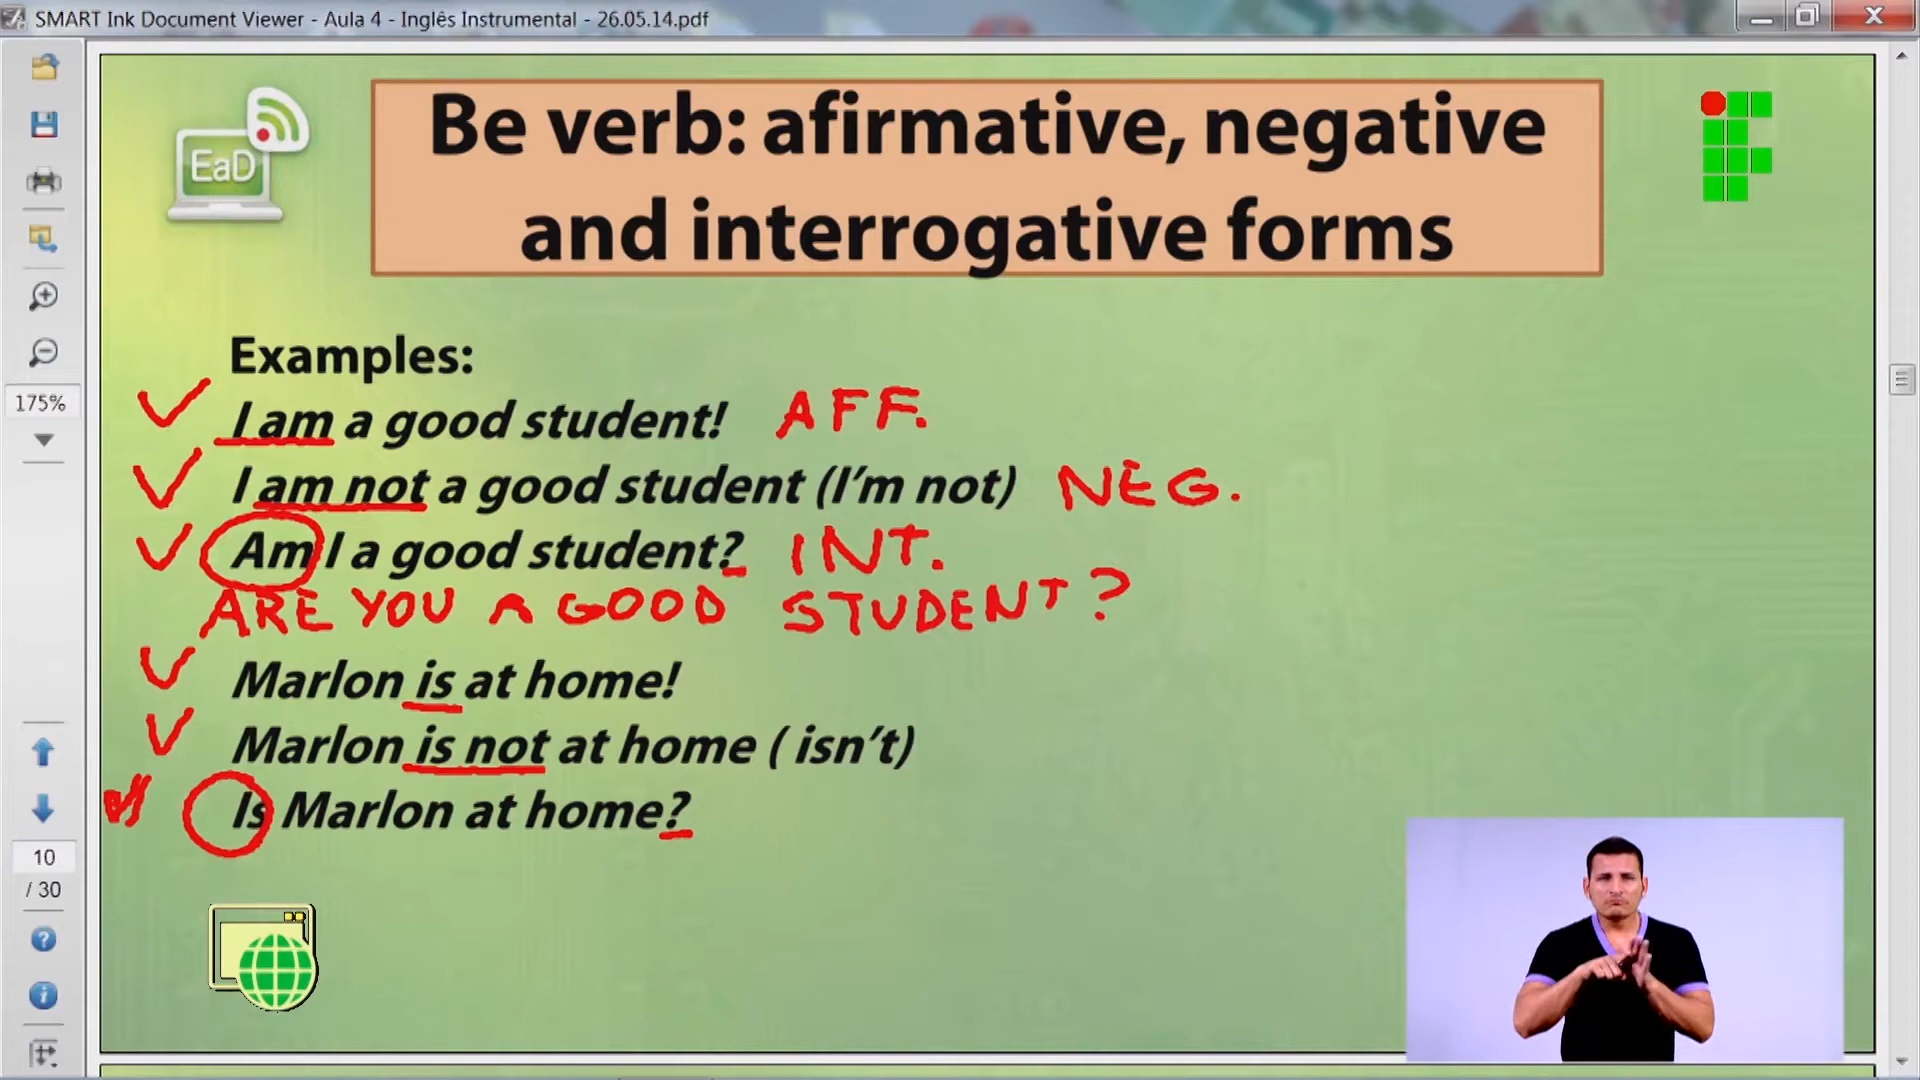 SMART Ink Document Viewer - Aula 4 - Inglês Instrumental - 26.05.14.pdf
EaD
Be verb: afirmative, negative
and interrogative forms
Examples:
I am a good student! AFF.
175%
I am not a good student (I'm not) NEG.
Am I a good student? INT.
ARE YOU A GOOD STUDENT?
Marlon is at home!
Marlon is not at home ( isn't)
Is Marlon at home?
10
/ 30